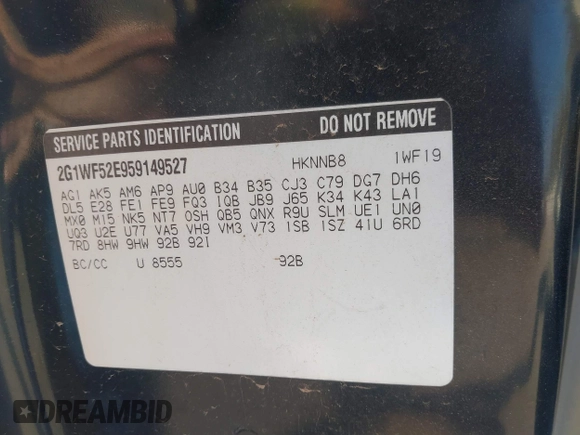 SERVICE PARTS IDENTIFICATION DO NOT REMOVE
2G1WF52E959149527 HKNNB8 1WF19
AG1 AK5 AM6 AP9 AU0 B34 B35 CJ3 C79 DG7 DH6
DL5 E28 FE1 FE9 FQ3 IQB JB9 J65 K34 K43 LA1
MX0 M15 NK5 NT7 OSH QB5 QNX R9U SLM UE1 UN0
UQ3 U2E U77 VA5 VH9 VM3 V73 1SB 1SZ 41U 6RD
7RD 8HW 9HW 92B 92I
BC/CC U 8555 92B
DREAMBID